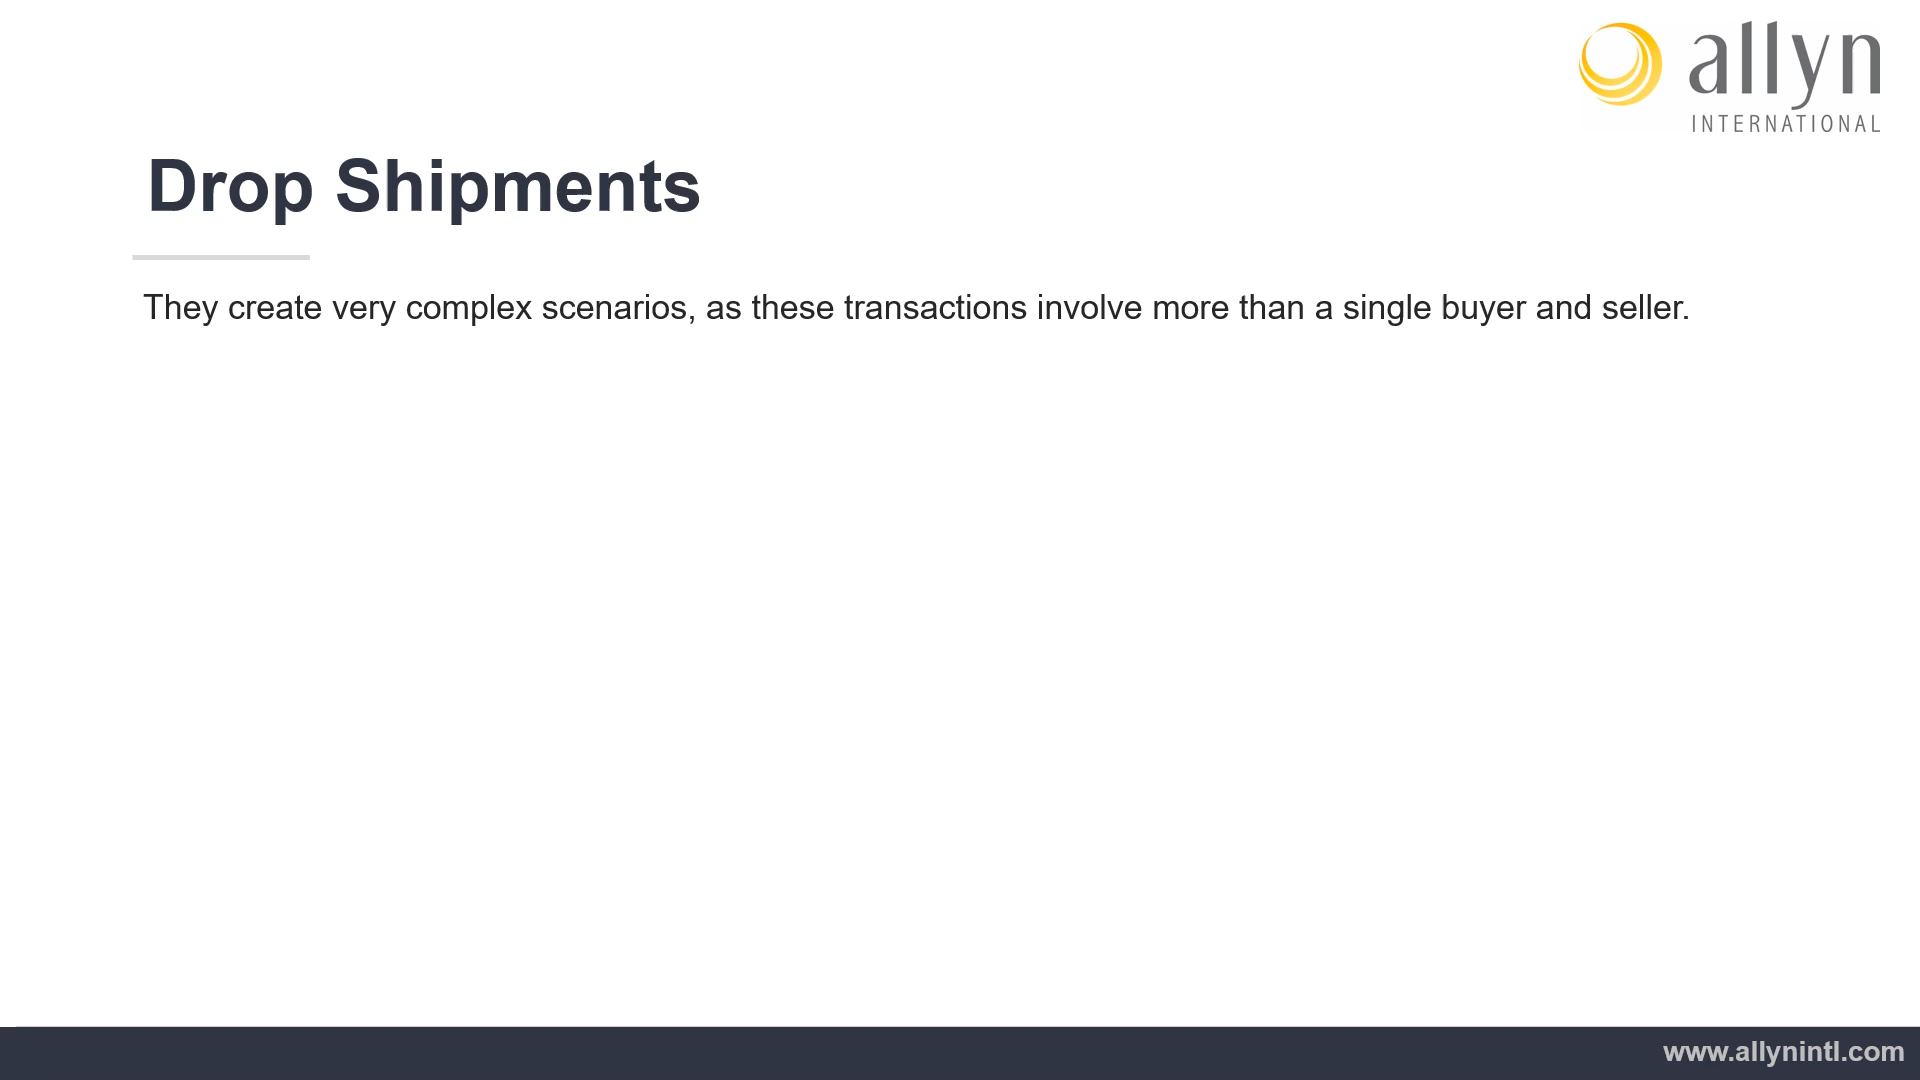 allyn
INTERNATIONAL
Drop Shipments
They create very complex scenarios, as these transactions involve more than a single buyer and seller.
www.allynintl.com